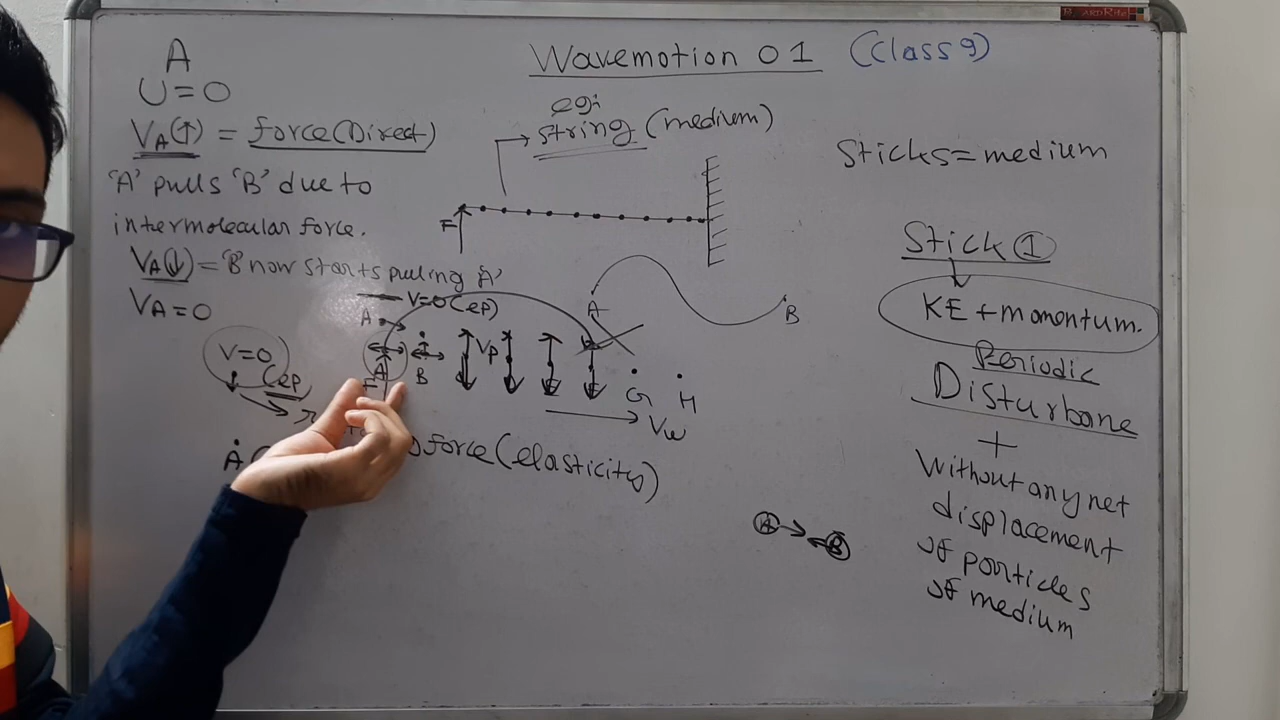 Wavemotion 01 (Class 9)
A
U = 0
VA(↑) = force(Direct)
'A' pulls 'B' due to
intermolecular force.
VA(↓) = 'B' now starts pulling 'A'
VA = 0
eg:
string (medium)
F
Sticks = medium
Stick ①
KE + momentum.
Periodic
Disturbane
+
Without any net
displacement
of particles
of medium
V=0 (ep)
A
B
A
V=0
(ep)
A
B
Vp
G
H
F
Vw
A
force (elasticity)
A
B